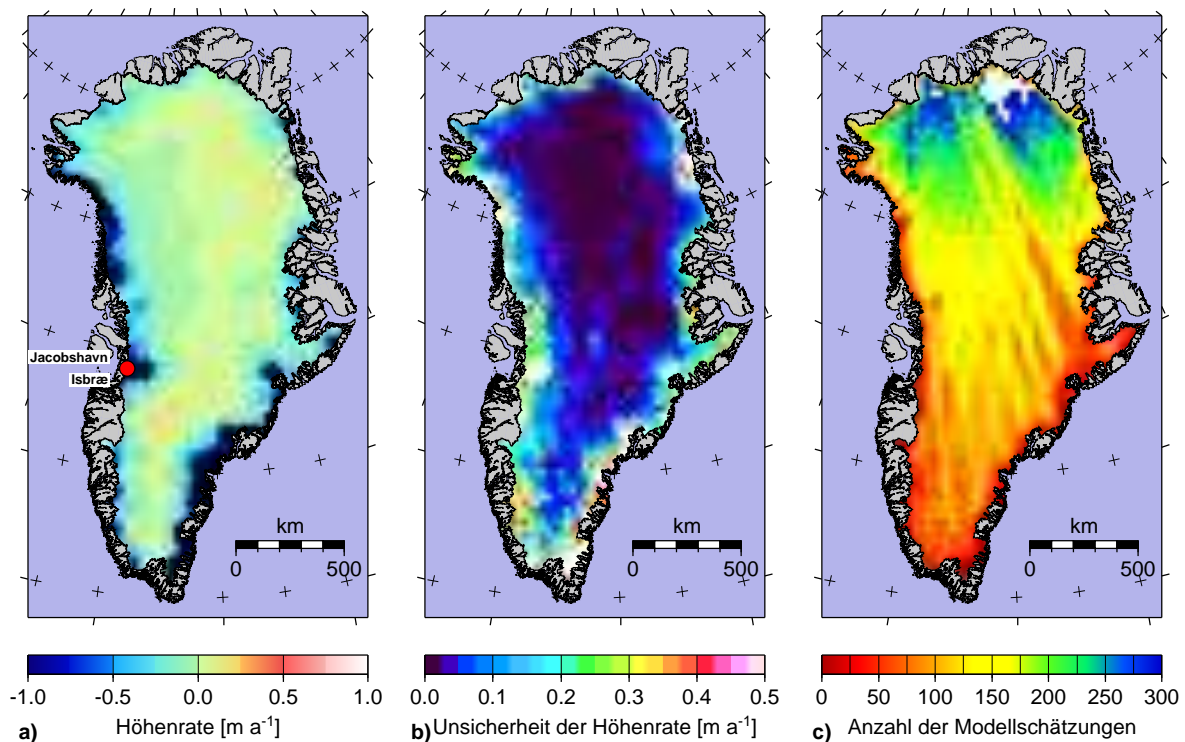 Jacobshavn
Isbræ
km
0 500
km
0 500
km
0 500
-1.0 -0.5 0.0 0.5 1.0
a) Höhenrate [m a-1]
0.0 0.1 0.2 0.3 0.4 0.5
b) Unsicherheit der Höhenrate [m a-1]
0 50 100 150 200 250 300
c) Anzahl der Modellschätzungen